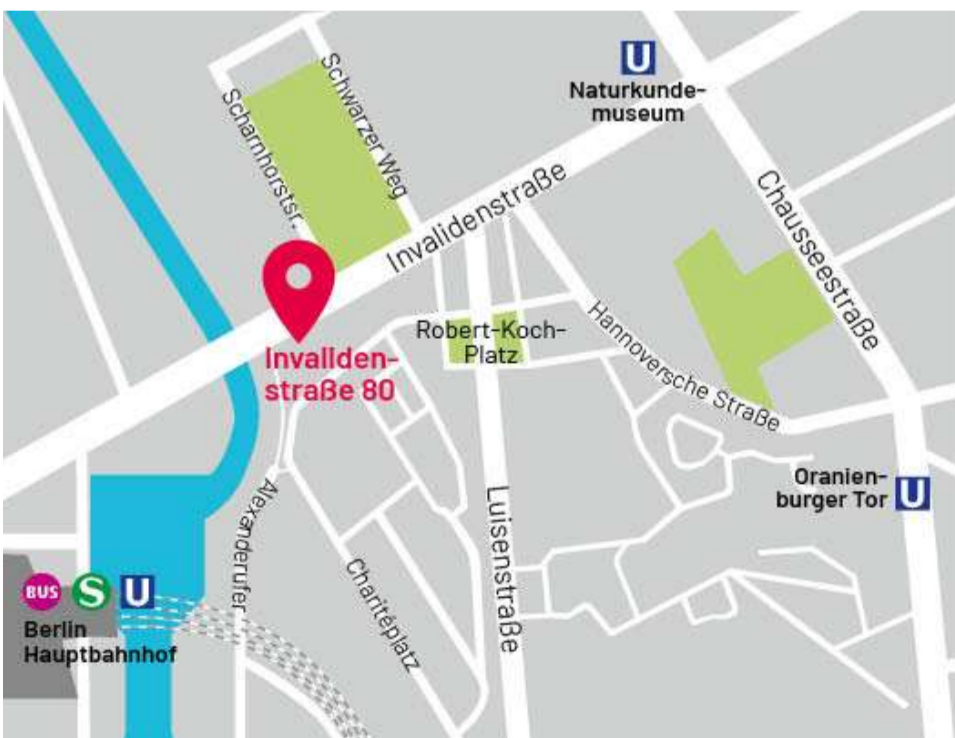 U
Naturkunde-
museum
Schwarzer Weg
Scharnhorstsr.
Invalidenstraße
Chausseestraße
Invaliden-
straße 80
Robert-Koch-
Platz
Hannoversche Straße
Oranien-
burger Tor U
Alexanderufer
Luisenstraße
Charitéplatz
BUS S U
Berlin
Hauptbahnhof